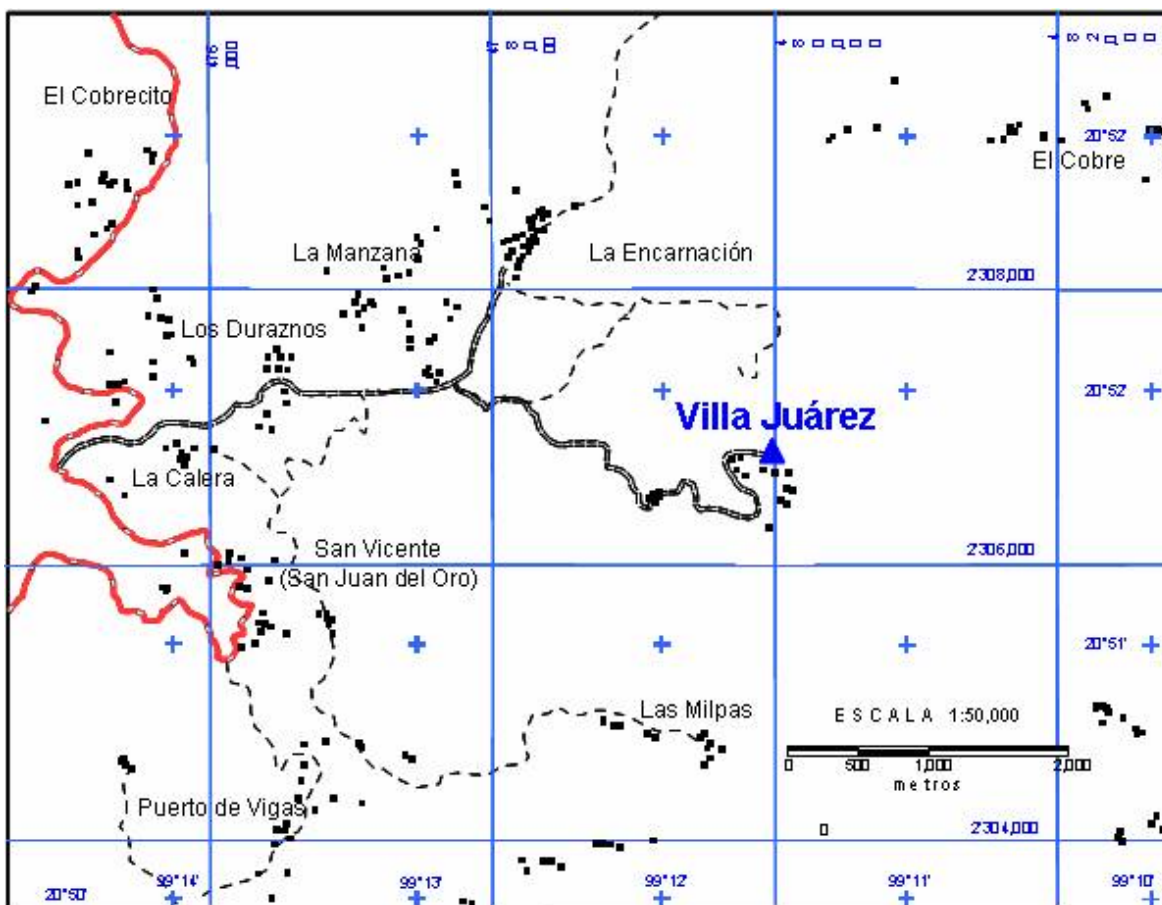 El Cobrecito
20°52'
El Cobre
La Manzana
La Encarnación
2308,000
Los Duraznos
20°52'
Villa Juárez
La Calera
San Vicente
(San Juan del Oro)
2306,000
20°51'
Las Milpas
ESCALA 1:50,000
0 500 1,000 2,000
metros
Puerto de Vigas
2304,000
20°50' 99°14' 99°13' 99°12' 99°11' 99°10'